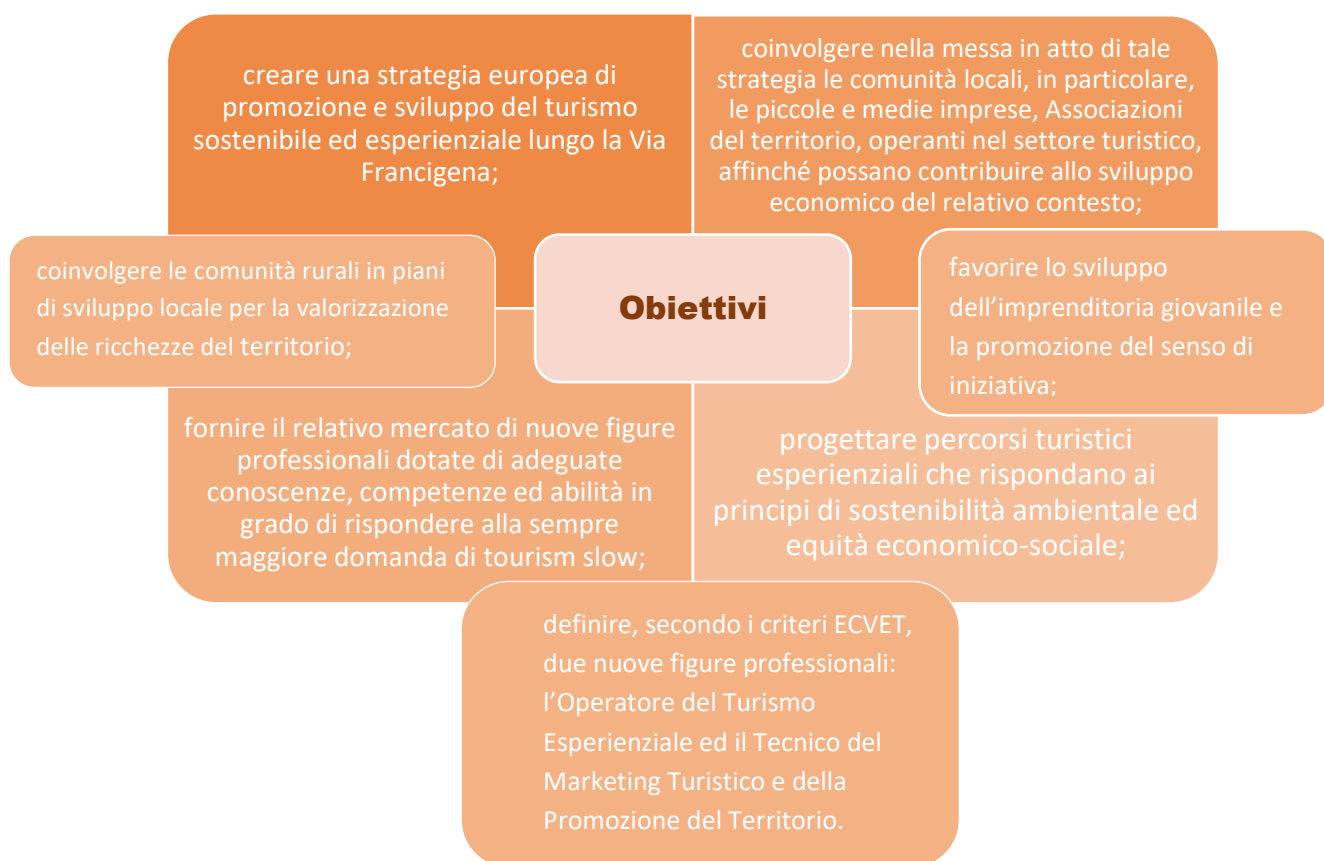 creare una strategia europea di
promozione e sviluppo del turismo
sostenibile ed esperienziale lungo la Via
Francigena;
coinvolgere nella messa in atto di tale
strategia le comunità locali, in particolare,
le piccole e medie imprese, Associazioni
del territorio, operanti nel settore turistico,
affinché possano contribuire allo sviluppo
economico del relativo contesto;
coinvolgere le comunità rurali in piani
di sviluppo locale per la valorizzazione
delle ricchezze del territorio;
Obiettivi
favorire lo sviluppo
dell’imprenditoria giovanile e
la promozione del senso di
iniziativa;
fornire il relativo mercato di nuove figure
professionali dotate di adeguate
conoscenze, competenze ed abilità in
grado di rispondere alla sempre
maggiore domanda di tourism slow;
progettare percorsi turistici
esperienziali che rispondano ai
principi di sostenibilità ambientale ed
equità economico-sociale;
definire, secondo i criteri ECVET,
due nuove figure professionali:
l’Operatore del Turismo
Esperienziale ed il Tecnico del
Marketing Turistico e della
Promozione del Territorio.